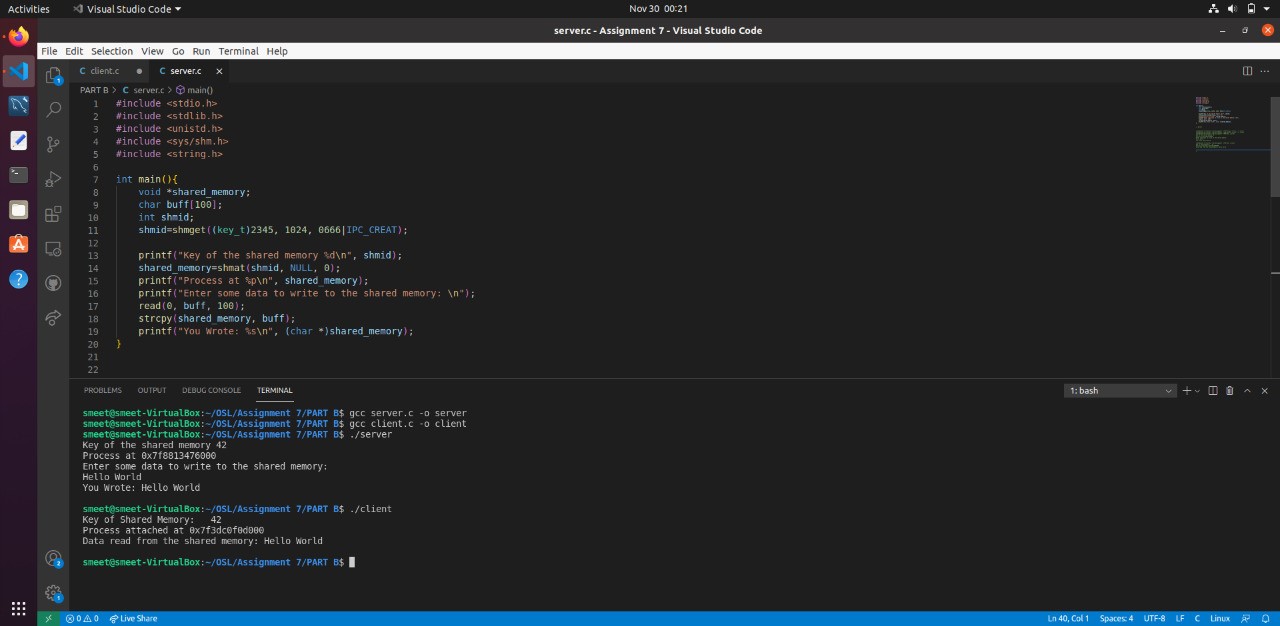 Activities Visual Studio Code Nov 30 00:21
server.c - Assignment 7 - Visual Studio Code
File Edit Selection View Go Run Terminal Help
C client.c C server.c
PART B > C server.c > main()
1 #include <stdio.h>
2 #include <stdlib.h>
3 #include <unistd.h>
4 #include <sys/shm.h>
5 #include <string.h>
6
7 int main(){
8 void *shared_memory;
9 char buff[100];
10 int shmid;
11 shmid=shmget((key_t)2345, 1024, 0666|IPC_CREAT);
12
13 printf("Key of the shared memory %d\n", shmid);
14 shared_memory=shmat(shmid, NULL, 0);
15 printf("Process at %p\n", shared_memory);
16 printf("Enter some data to write to the shared memory: \n");
17 read(0, buff, 100);
18 strcpy(shared_memory, buff);
19 printf("You Wrote: %s\n", (char *)shared_memory);
20 }
21
22
PROBLEMS OUTPUT DEBUG CONSOLE TERMINAL 1: bash
smeet@smeet-VirtualBox:~/OSL/Assignment 7/PART B$ gcc server.c -o server
smeet@smeet-VirtualBox:~/OSL/Assignment 7/PART B$ gcc client.c -o client
smeet@smeet-VirtualBox:~/OSL/Assignment 7/PART B$ ./server
Key of the shared memory 42
Process at 0x7f8813476000
Enter some data to write to the shared memory:
Hello World
You Wrote: Hello World
smeet@smeet-VirtualBox:~/OSL/Assignment 7/PART B$ ./client
Key of Shared Memory: 42
Process attached at 0x7f3dc0f0d000
Data read from the shared memory: Hello World
smeet@smeet-VirtualBox:~/OSL/Assignment 7/PART B$
0 0 Live Share Ln 40, Col 1 Spaces: 4 UTF-8 LF C Linux